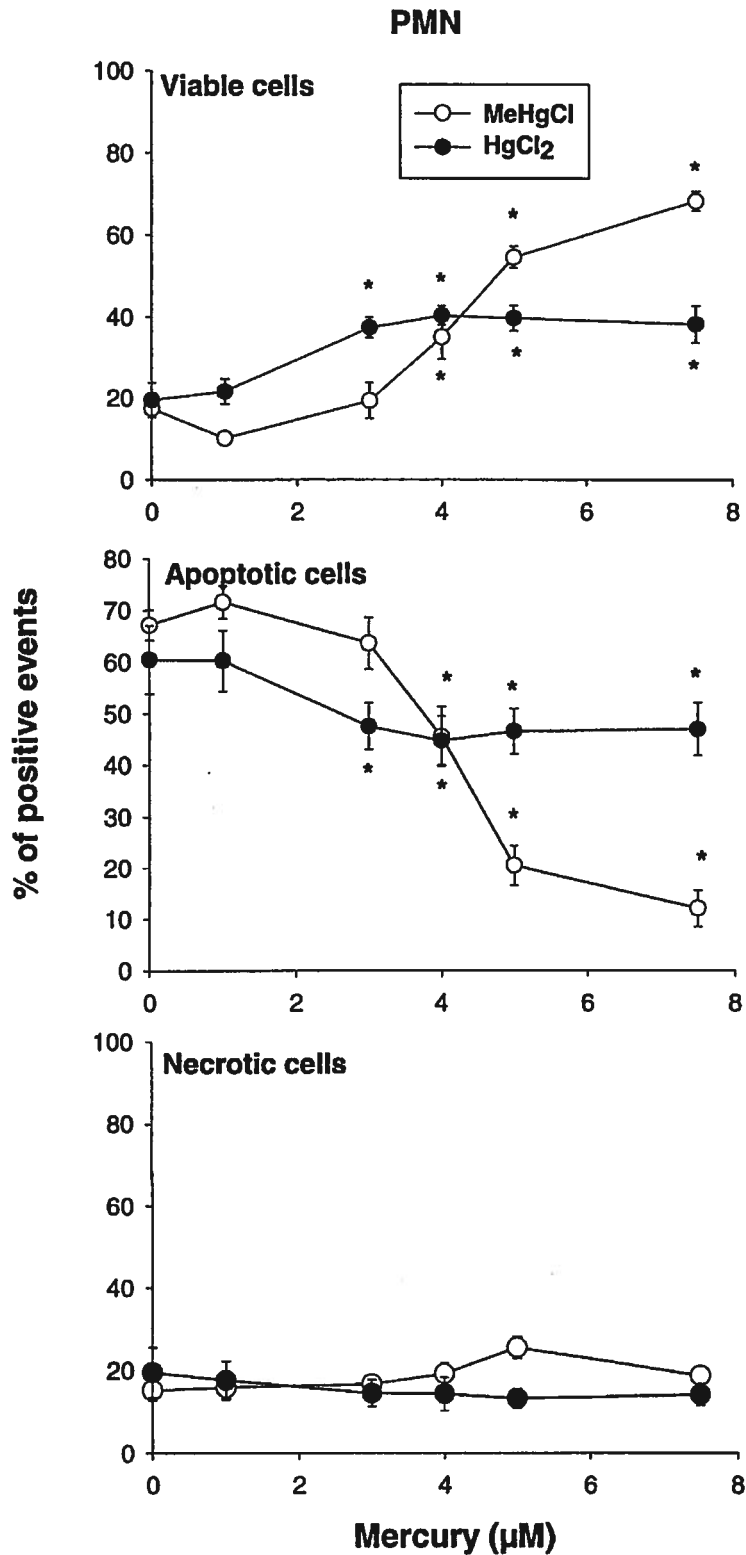 PMN
Viable cells
MeHgCl
HgCl2
100
80
60
40
20
0
* * * *
* * *
0 2 4 6 8
% of positive events
Apoptotic cells
80
70
60
50
40
30
20
10
0
* * *
* * * *
0 2 4 6 8
Necrotic cells
100
80
60
40
20
0
0 2 4 6 8
Mercury (µM)